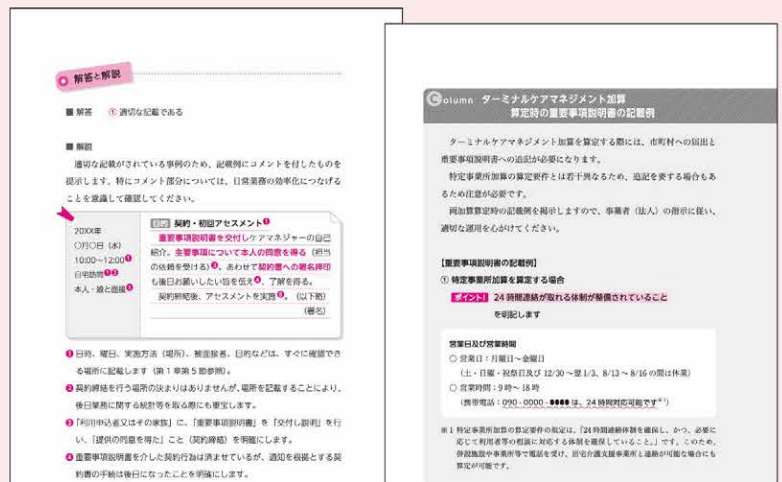 解答と解説
■ 解答　① 適切な記載である
■ 解説
適切な記載がされている事例のため、記載例にコメントを付したものを
提示します。特にコメント部分については、日常業務の効率化につなげる
ことを意識して確認してください。
20XX年
〇月〇日（水）
10:00～12:00❶
自宅訪問❶❷
本人・娘と面接❶
目的 契約・初回アセスメント❶
重要事項説明書を交付しケアマネジャーの自己
紹介。主要事項について本人の同意を得る（担当
の依頼を受ける）❸。あわせて契約書への署名押印
も後日お願いしたい旨を伝え❹、了解を得る。
契約締結後、アセスメントを実施❺。（以下略）
（署名）
❶ 日時、曜日、実施方法（場所）、被面接者、目的などは、すぐに確認でき
る場所に記載します（第１章第５節参照）。
❷ 契約締結を行う場所の決まりはありませんが、場所を記載することにより、
後日業務に関する統計等を取る際にも重宝します。
❸ 「利用申込者又はその家族」に、「重要事項説明書」を「交付し説明」を行
い、「提供の同意を得た」こと（契約締結）を明確にします。
❹ 重要事項説明書を介した契約行為は済ませているが、通知を根拠とする契
約書の手続は後日になったことを明確にします。
Column ターミナルケアマネジメント加算
算定時の重要事項説明書の記載例
ターミナルケアマネジメント加算を算定する際には、市町村への届出と
重要事項説明書への追記が必要になります。
特定事業所加算の算定要件とは若干異なるため、追記を要する場合もあ
るため注意が必要です。
両加算算定時の記載例を掲示しますので、事業者（法人）の指示に従い、
適切な運用を心がけてください。
【重要事項説明書の記載例】
① 特定事業所加算を算定する場合
ポイント！ 24時間連絡が取れる体制が整備されていること
を明記します
営業日及び営業時間
〇 営業日：月曜日～金曜日
（土・日曜・祝祭日及び 12/30 ～翌 1/3、8/13 ～ 8/16 の間は休業）
〇 営業時間：9時～ 18 時
（携帯電話：090 - 0000 - ●●●● は、24 時間対応可能です※1）
※1 特定事業所加算の算定要件の規定は、「24 時間連絡体制を確保し、かつ、必要に
応じて利用者等の相談に対応する体制を確保していること。」です。このため、
併設施設や事業所等で電話を受け、居宅介護支援事業所と連絡が可能な場合にも
算定が可能です。